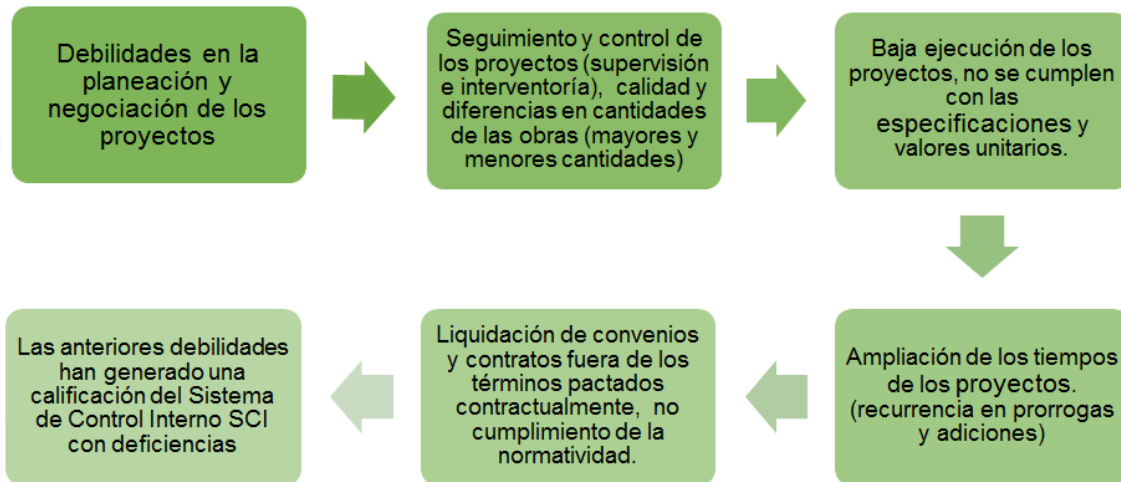 Debilidades en la
planeación y
negociación de los
proyectos
Seguimiento y control de
los proyectos (supervisión
e interventoría), calidad y
diferencias en cantidades
de las obras (mayores y
menores cantidades)
Baja ejecución de los
proyectos, no se cumplen
con las
especificaciones y
valores unitarios.
Ampliación de los tiempos
de los proyectos.
(recurrencia en prorrogas
y adiciones)
Liquidación de convenios
y contratos fuera de los
términos pactados
contractualmente, no
cumplimiento de la
normatividad.
Las anteriores debilidades
han generado una
calificación del Sistema
de Control Interno SCI
con deficiencias